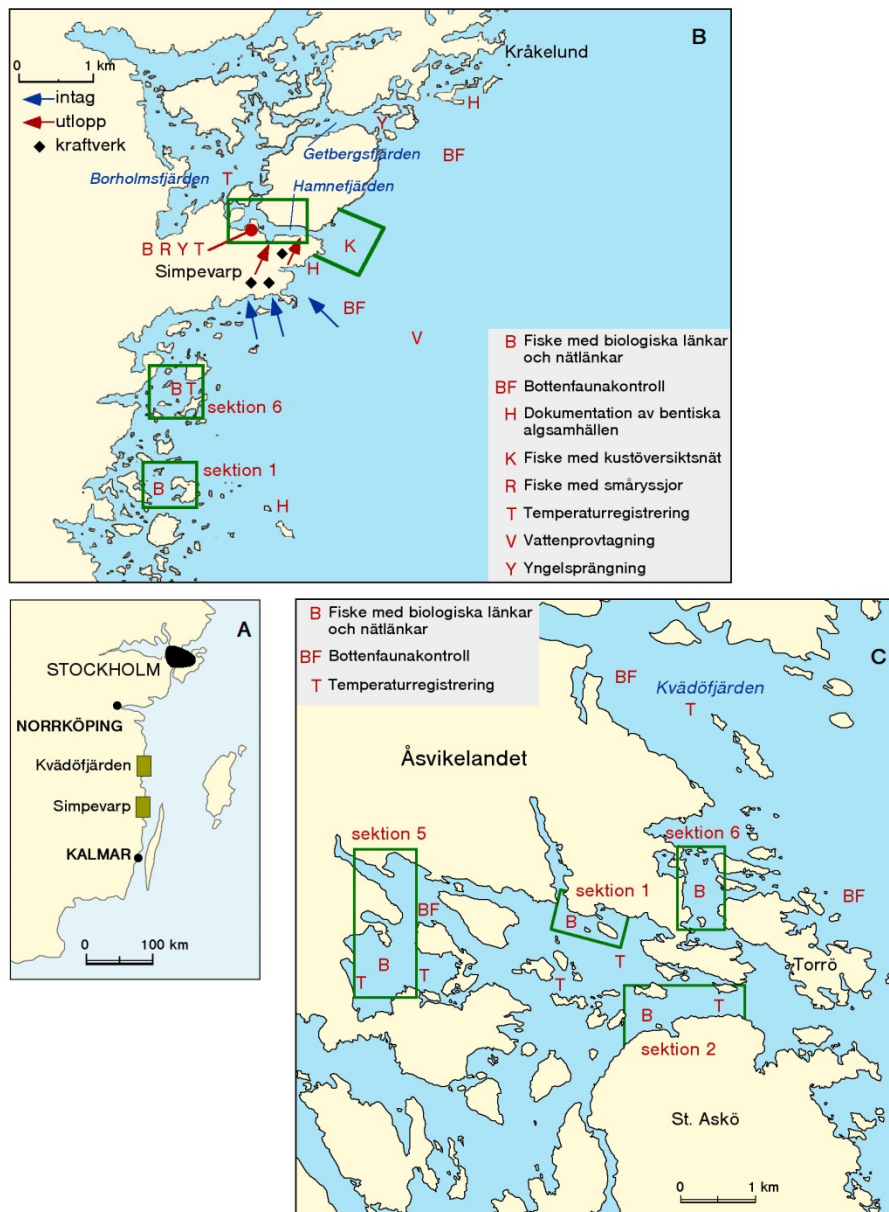 B
Kråkelund
0 1 km
intag
utlopp
kraftverk
H
Y
Getbergsfjärden
BF
Borholmsfjärden
T
Hamnefjärden
B R Y T
K
Simpevarp
H
BF
V
B T
sektion 6
sektion 1
B
H
B Fiske med biologiska länkar
och nätlänkar
BF Bottenfaunakontroll
H Dokumentation av bentiska
algsamhällen
K Fiske med kustöversiktsnät
R Fiske med småryssjor
T Temperaturregistrering
V Vattenprovtagning
Y Yngelsprängning
A
STOCKHOLM
NORRKÖPING
Kvädöfjärden
Simpevarp
KALMAR
0 100 km
B Fiske med biologiska länkar
och nätlänkar
BF Bottenfaunakontroll
T Temperaturregistrering
C
BF
Kvädöfjärden
T
Åsvikelandet
sektion 5
sektion 6
sektion 1
B
BF
BF
B
B
T
T
T
T
Torrö
T
B
sektion 2
St. Askö
0 1 km